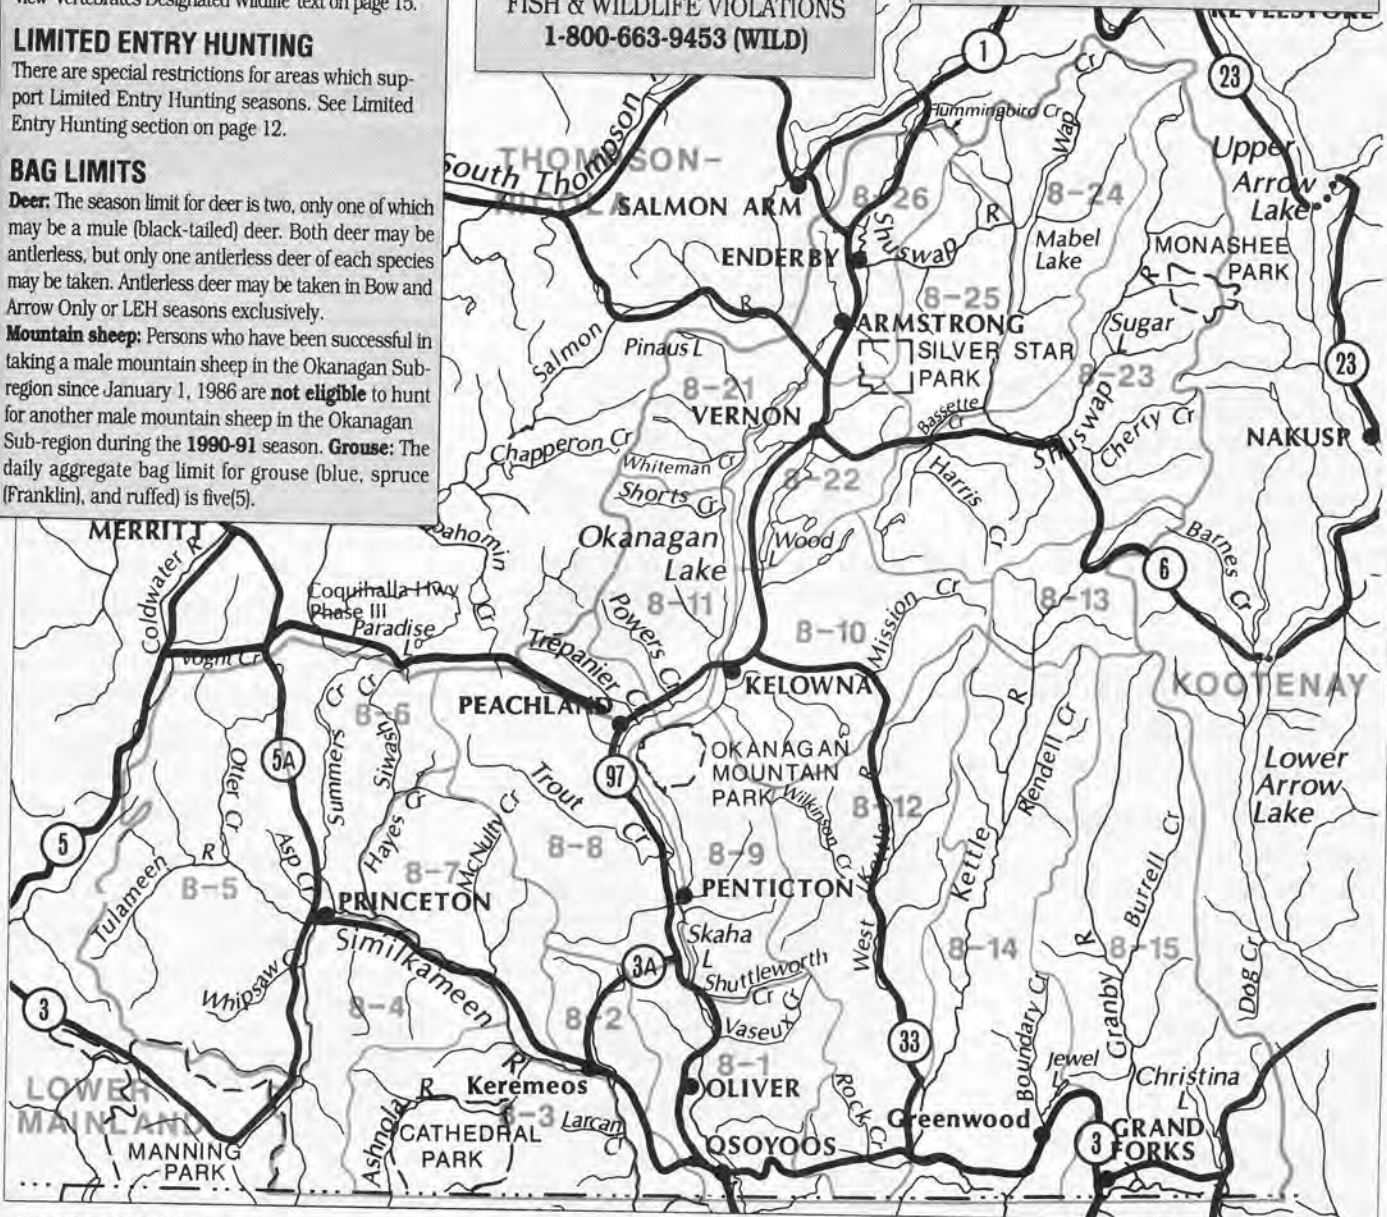 view "Vertebrates Designated Wildlife" text on page 15.
LIMITED ENTRY HUNTING
There are special restrictions for areas which sup-
port Limited Entry Hunting seasons. See Limited
Entry Hunting section on page 12.
BAG LIMITS
Deer: The season limit for deer is two, only one of which
may be a mule (black-tailed) deer. Both deer may be
antlerless, but only one antlerless deer of each species
may be taken. Antlerless deer may be taken in Bow and
Arrow Only or LEH seasons exclusively.
Mountain sheep: Persons who have been successful in
taking a male mountain sheep in the Okanagan Sub-
region since January 1, 1986 are not eligible to hunt
for another male mountain sheep in the Okanagan
Sub-region during the 1990-91 season. Grouse: The
daily aggregate bag limit for grouse (blue, spruce
(Franklin), and ruffed) is five(5).
FISH & WILDLIFE VIOLATIONS
1-800-663-9453 (WILD)
REVELSTOKE
1
23
Hummingbird Cr
Wap Cr
Upper
Arrow
Lake
South Thompson
THOMPSON-
NICOLA
SALMON ARM
8-26
8-24
Shuswap R
Mabel
Lake
MONASHEE
PARK
R
ENDERBY
8-25
ARMSTRONG
Sugar
L
SILVER STAR
PARK
Salmon R
Pinaus L
8-21
8-23
23
VERNON
Bassette
Cr
Shuswap
Cherry Cr
NAKUSP
Chapperon Cr
Whiteman Cr
Shorts Cr
8-22
Harris Cr
MERRITT
Coldwater R
Pahomin Cr
Okanagan
Lake
Wood
L
Barnes Cr
6
Coquihalla Hwy
Phase III
Paradise
L
8-11
Powers Cr
8-10
Mission Cr
8-13
Voght Cr
Trepanier Cr
KELOWNA
KOOTENAY
PEACHLAND
8-6
Summers Cr
Siwash Cr
5A
Otter Cr
97
OKANAGAN
MOUNTAIN
PARK
Wilkinson Cr
8-12
Rendell Cr
R
Lower
Arrow
Lake
Trout Cr
5
Asp Cr
Hayes Cr
8-7
McNulty Cr
8-8
8-9
West Kettle R
Kettle
Burrell Cr
Tulameen R
8-5
PRINCETON
PENTICTON
Similkameen
Skaha
L
8-14
8-15
3A
Shuttleworth
Cr
Dog Cr
Whipsaw C
8-4
8-2
Vaseux Cr
33
Boundary Cr
Granby R
3
8-1
Jewel
L
Christina
L
LOWER
MAINLAND
R
Keremeos
OLIVER
Rock Cr
Greenwood
Ashnola R
8-3
Larcan
Cr
CATHEDRAL
PARK
3
GRAND
FORKS
MANNING
PARK
OSOYOOS